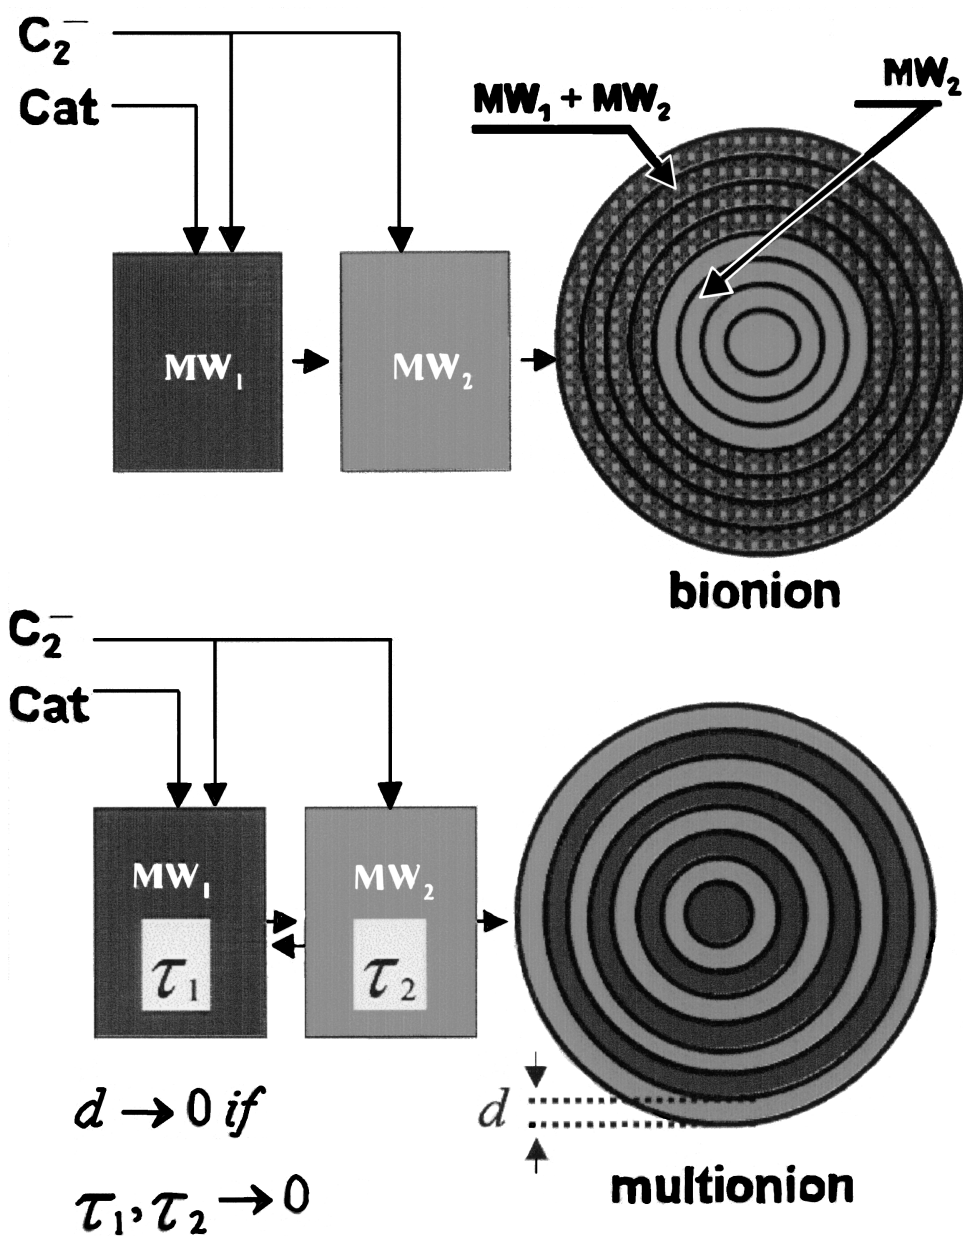 C₂⁻
Cat
MW₁ + MW₂
MW₂
MW₁
MW₂
bionion
C₂⁻
Cat
MW₁
MW₂
τ₁
τ₂
d
d → 0 if
τ₁, τ₂ → 0
multionion